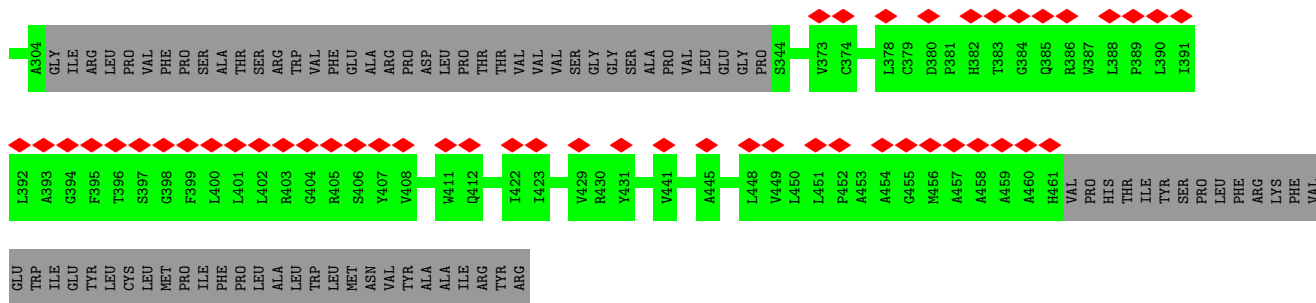 A304 GLY ILE ARG LEU LEU PRO VAL PHE PRO SER ALA THR SER ARG TRP VAL PHE GLU ALA ARG PRO ASP LEU PRO THR THR VAL VAL VAL SER GLY GLY SER ALA PRO VAL LEU GLU GLY PRO S344 V373 C374 L378 C379 D380 P381 H382 T383 G384 Q385 R386 W387 L388 P389 L390 I391
L392 A393 G394 F395 T396 S397 G398 F399 L400 L401 L402 R403 G404 R405 S406 Y407 V408 W411 Q412 I422 I423 V429 R430 Y431 V441 A445 L448 V449 L450 L451 P452 A453 A454 G455 M456 A457 A458 A459 A460 H461 VAL PRO HIS THR ILE TYR SER PRO LEU PHE ARG LYS PHE VAL
GLU TRP ILE GLU TYR LEU CYS LEU MET PRO ILE PHE PRO LEU ALA LEU TRP LEU MET ASN VAL TYR ALA ALA ILE ARG TYR ARG